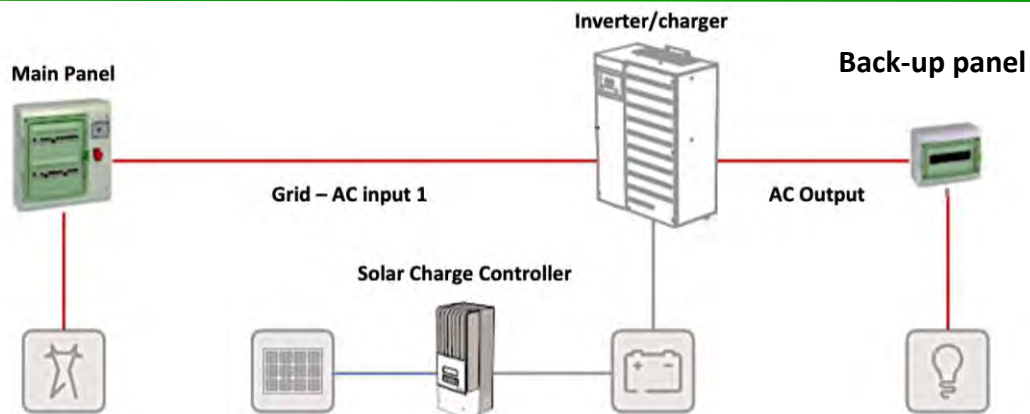 Inverter/charger
Main Panel
Back-up panel
Grid – AC input 1
AC Output
Solar Charge Controller